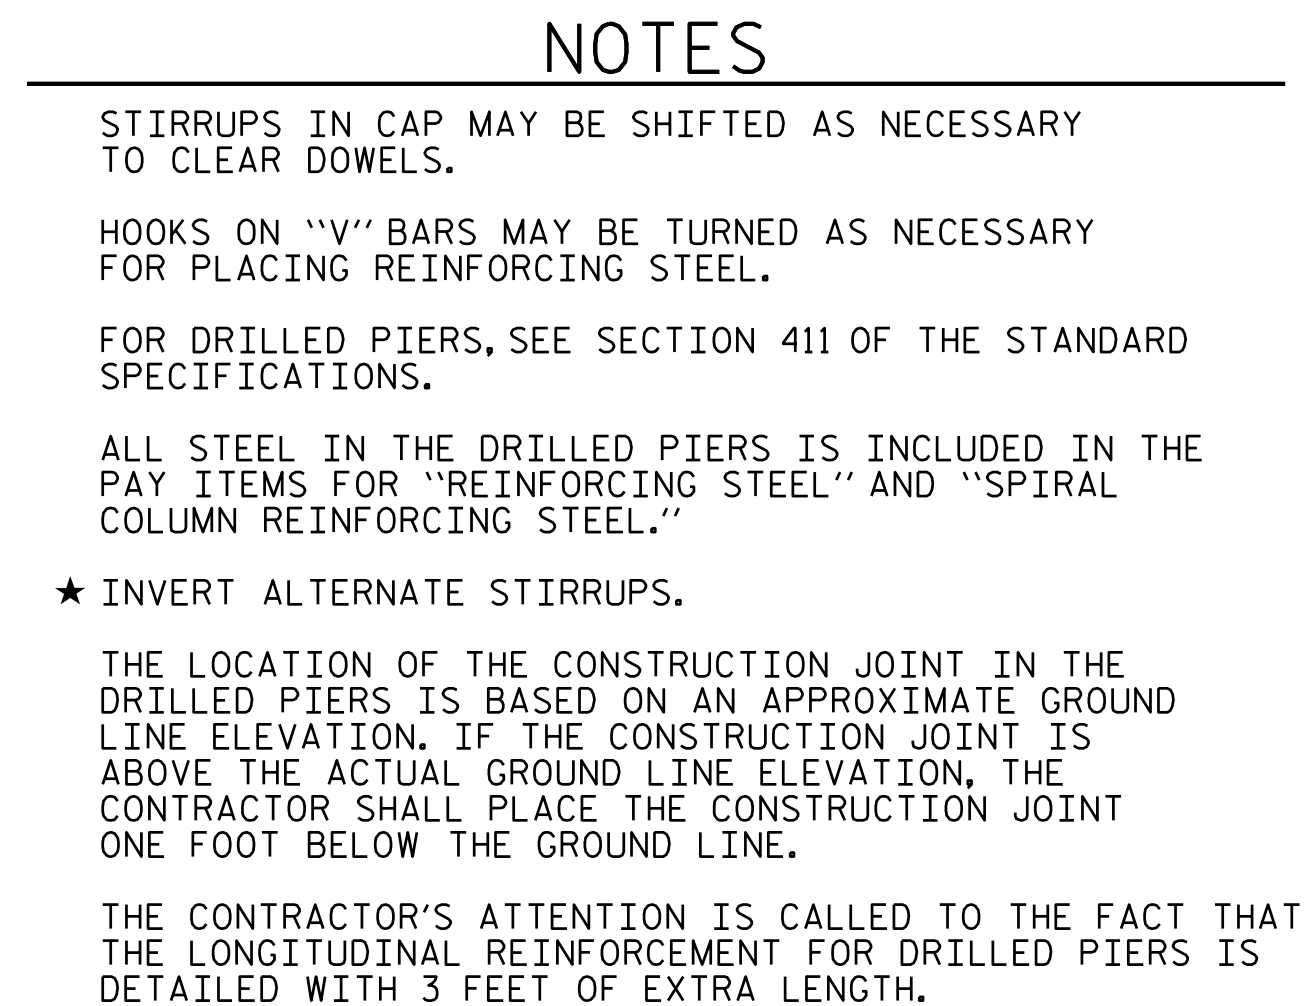 NOTES
STIRRUPS IN CAP MAY BE SHIFTED AS NECESSARY
TO CLEAR DOWELS.
HOOKS ON "V" BARS MAY BE TURNED AS NECESSARY
FOR PLACING REINFORCING STEEL.
FOR DRILLED PIERS, SEE SECTION 411 OF THE STANDARD
SPECIFICATIONS.
ALL STEEL IN THE DRILLED PIERS IS INCLUDED IN THE
PAY ITEMS FOR "REINFORCING STEEL" AND "SPIRAL
COLUMN REINFORCING STEEL."
★ INVERT ALTERNATE STIRRUPS.
THE LOCATION OF THE CONSTRUCTION JOINT IN THE
DRILLED PIERS IS BASED ON AN APPROXIMATE GROUND
LINE ELEVATION. IF THE CONSTRUCTION JOINT IS
ABOVE THE ACTUAL GROUND LINE ELEVATION, THE
CONTRACTOR SHALL PLACE THE CONSTRUCTION JOINT
ONE FOOT BELOW THE GROUND LINE.
THE CONTRACTOR'S ATTENTION IS CALLED TO THE FACT THAT
THE LONGITUDINAL REINFORCEMENT FOR DRILLED PIERS IS
DETAILED WITH 3 FEET OF EXTRA LENGTH.